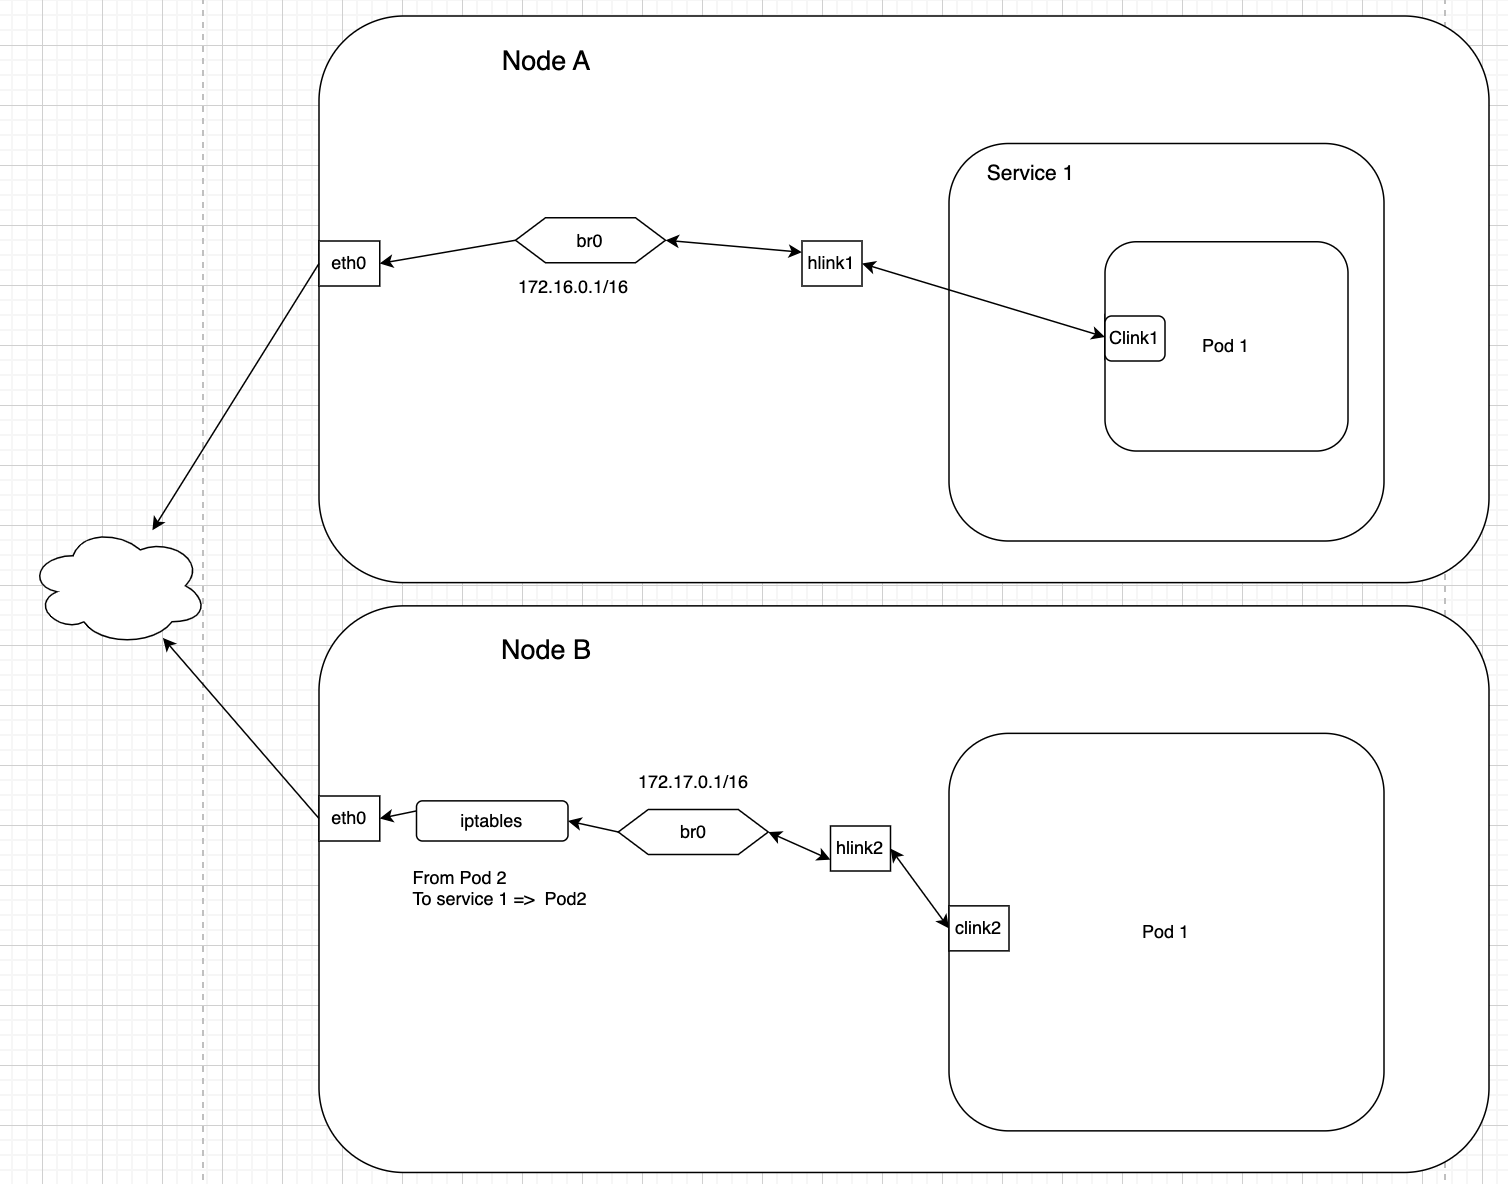 Node A
Service 1
br0
eth0
hlink1
172.16.0.1/16
Clink1
Pod 1
Node B
172.17.0.1/16
eth0
iptables
br0
hlink2
From Pod 2
To service 1 => Pod2
clink2
Pod 1